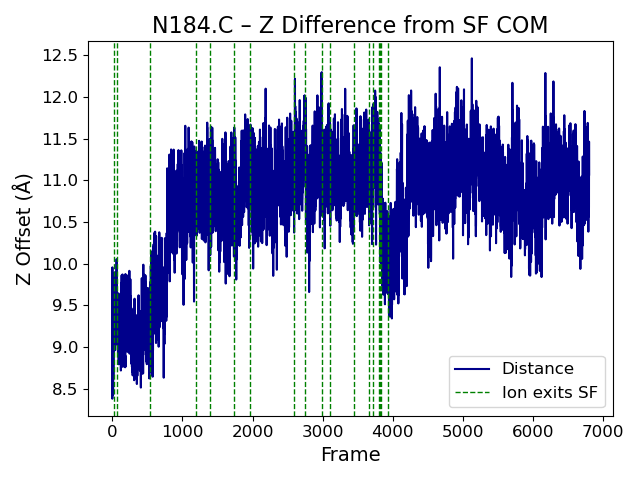 N184.C – Z Difference from SF COM
12.5
12.0
11.5
11.0
10.5
10.0
9.5
9.0
8.5
Z Offset (Å)
Distance
Ion exits SF
0 1000 2000 3000 4000 5000 6000 7000
Frame